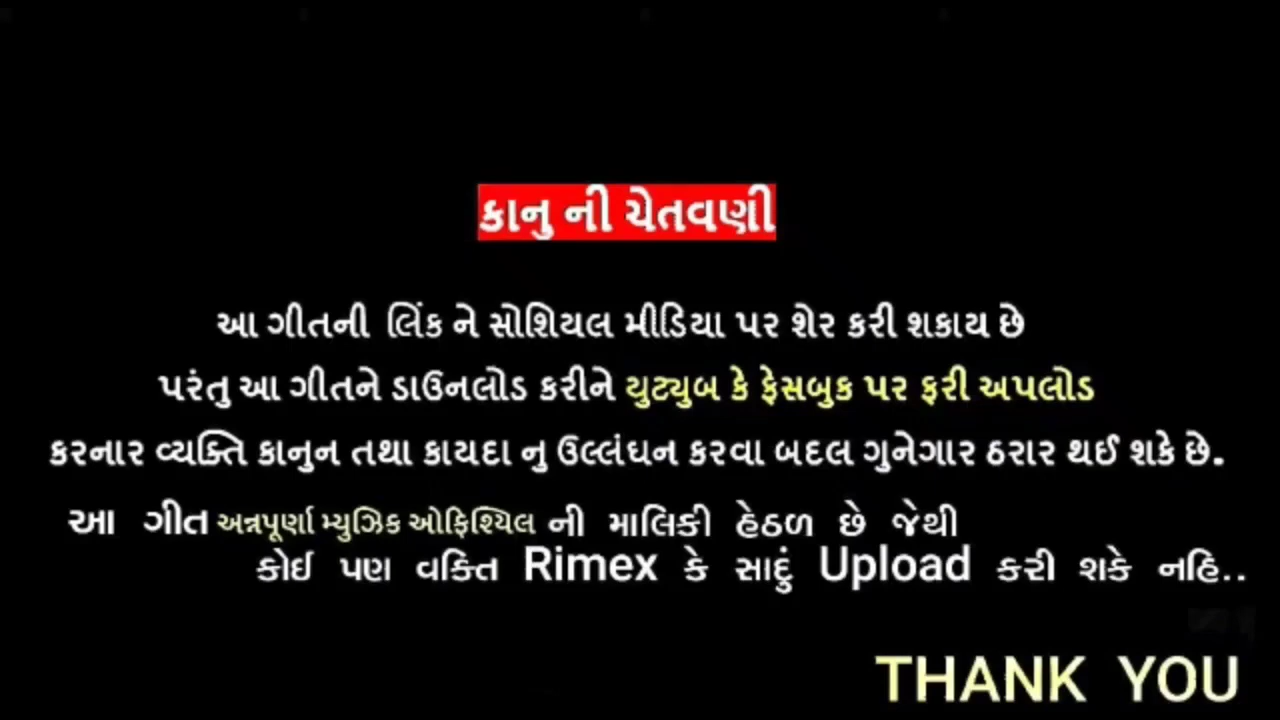 કાનુ ની ચેતવણી
આ ગીતની લિંક ને સોશિયલ મીડિયા પર શેર કરી શકાય છે
પરંતુ આ ગીતને ડાઉનલોડ કરીને યુટ્યુબ કે ફેસબુક પર ફરી અપલોડ
કરનાર વ્યક્તિ કાનુન તથા કાયદા નુ ઉલ્લંઘન કરવા બદલ ગુનેગાર ઠરાર થઈ શકે છે.
આ ગીત અન્નપૂર્ણા મ્યુઝિક ઓફિશ્યિલ ની માલિકી હેઠળ છે જેથી
કોઈ પણ વક્તિ Rimex કે સાદું Upload કરી શકે નહિ..
THANK YOU